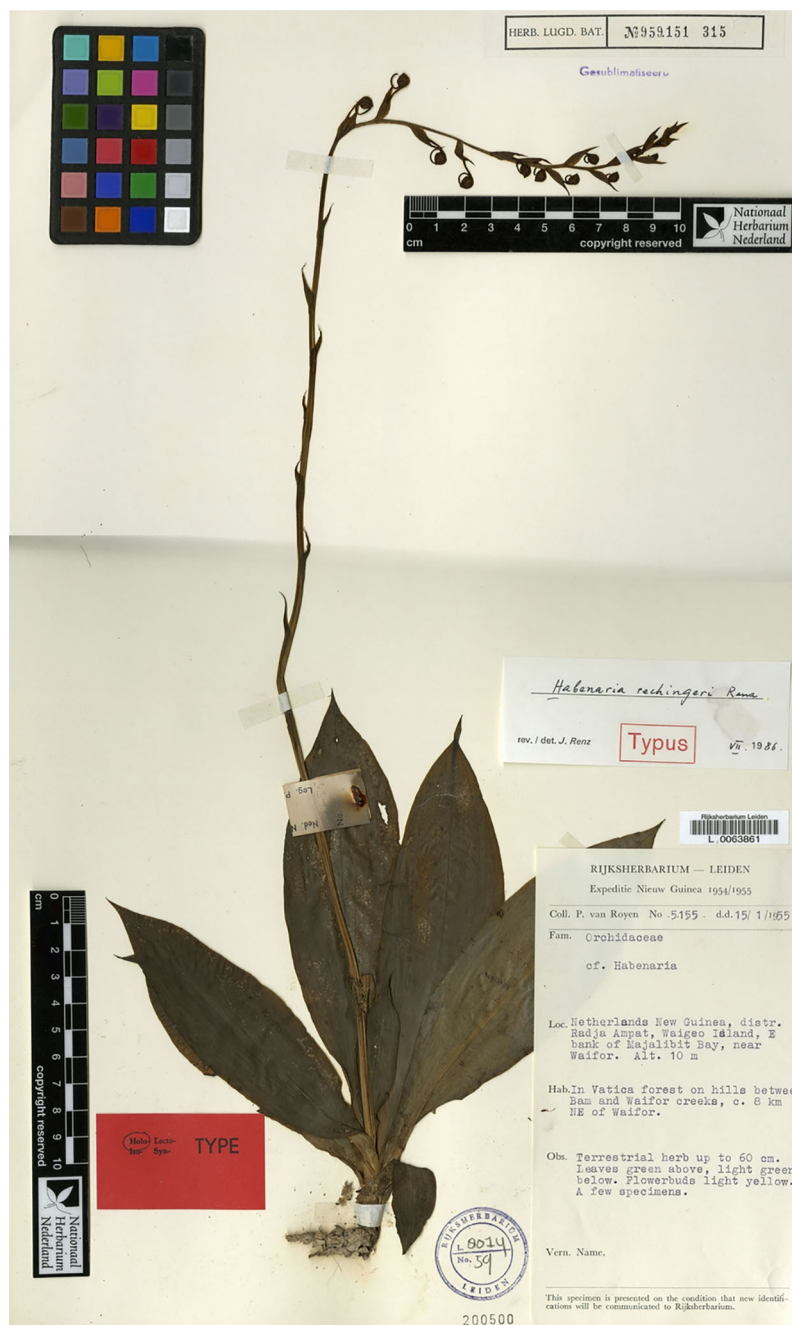 HERB. LUGD. BAT. № 959.151 315
Gesublimatiseerd
0 1 2 3 4 5 6 7 8 9 10
cm copyright reserved
Nationaal
Herbarium
Nederland
Habenaria rechingeri Renz
rev. / det. J. Renz Typus VII. 1986.
Leg. P.
Ned. N
No
Rijksherbarium Leiden
L 0063861
RIJKSHERBARIUM — LEIDEN
Expeditie Nieuw Guinea 1954/1955
Coll. P. van Royen No .5155 . d.d. 15/ 1 /1955
Fam. Orchidaceae
cf. Habenaria
Loc. Netherlands New Guinea, distr.
Radja Ampat, Waigeo Island, E
bank of Majalibit Bay, near
Waifor. Alt. 10 m
Hab. In Vatica forest on hills betwee
Bam and Waifor creeks, c. 8 km
NE of Waifor.
Obs. Terrestrial herb up to 60 cm.
Leaves green above, light green
below. Flowerbuds light yellow.
A few specimens.
Vern. Name.
This specimen is presented on the condition that new identifi-
cations will be communicated to Rijksherbarium.
cm 0 1 2 3 4 5 6 7 8 9 10
copyright reserved
Nationaal
Herbarium
Nederland
Holo- Lecto-
Iso- Syn- TYPE
RIJKSHERBARIUM
L. 0014
No. 59
LEIDEN
200500